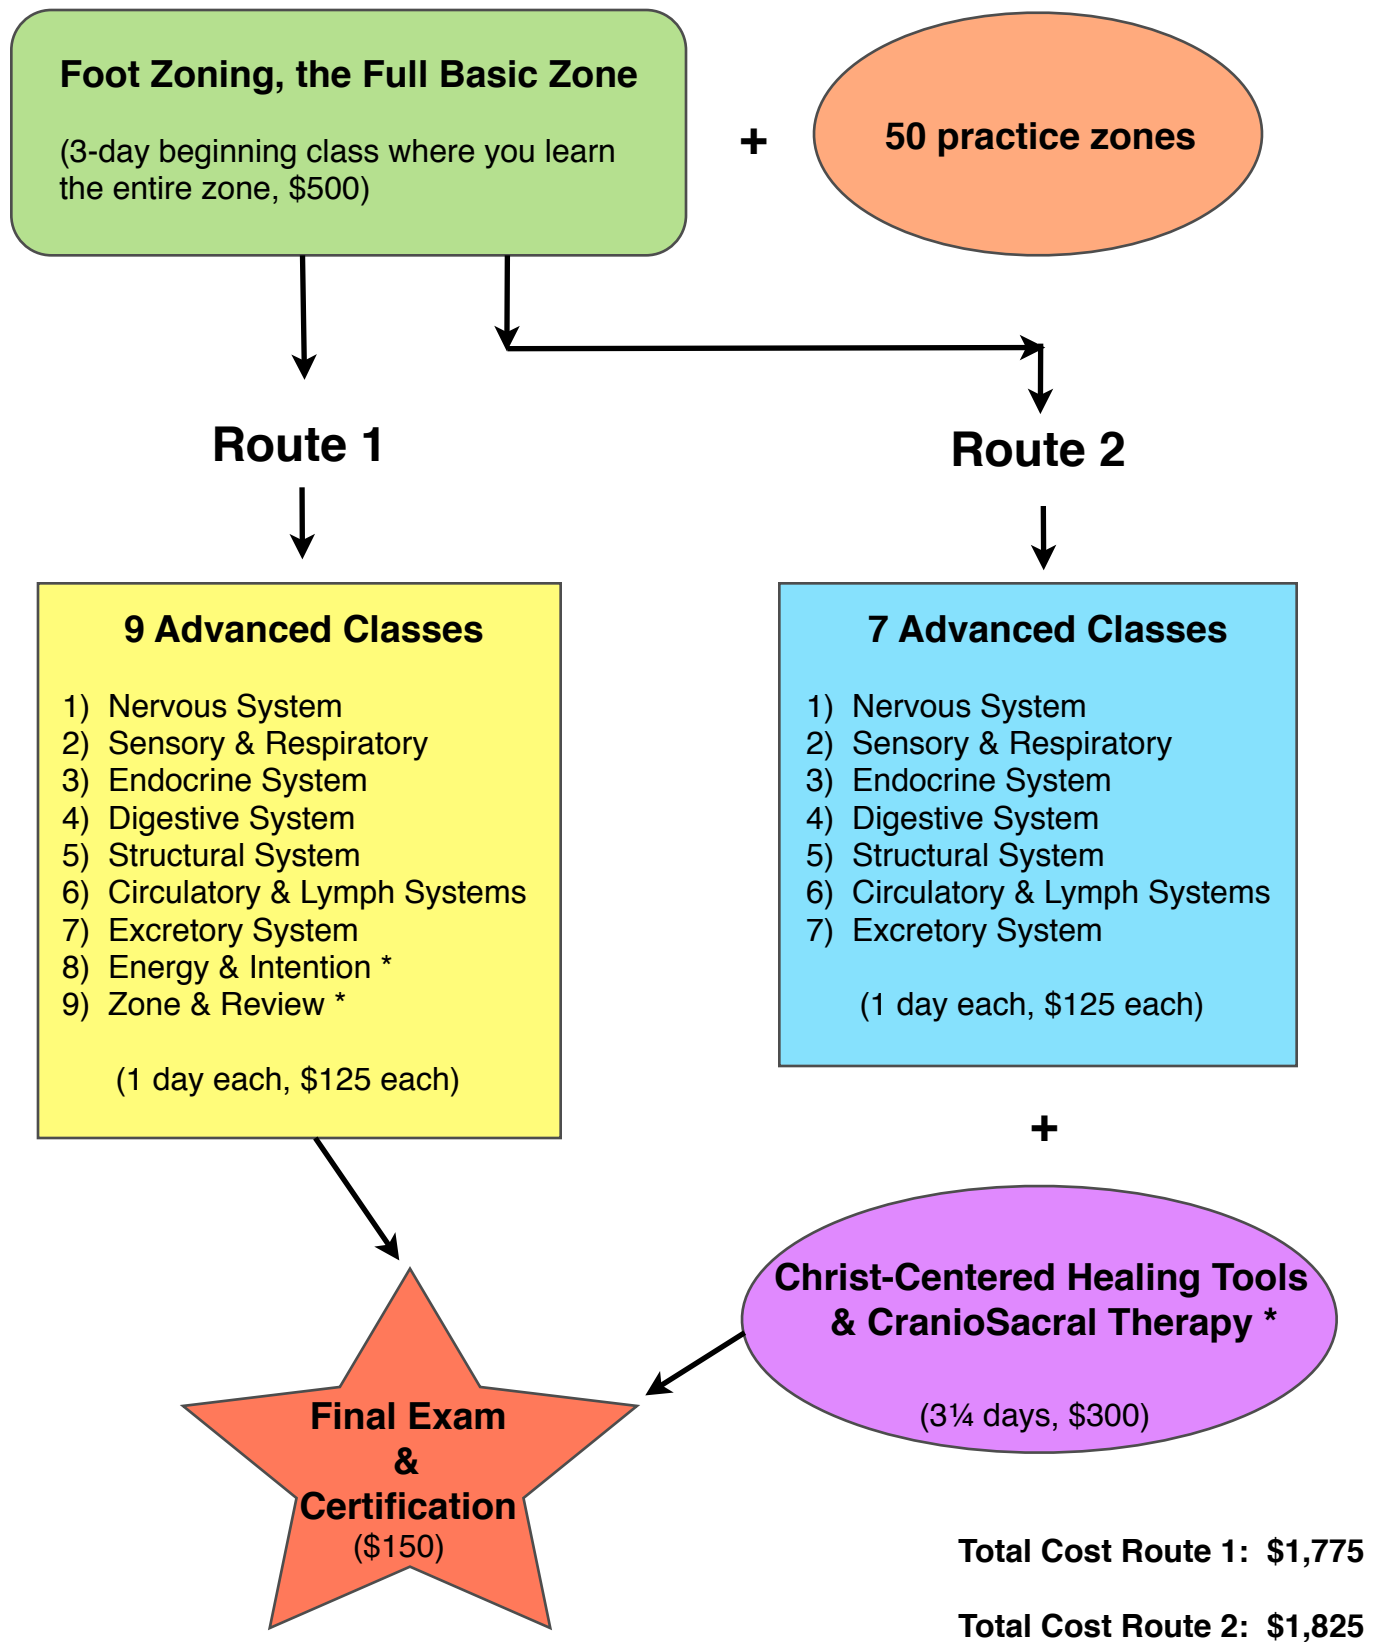 Foot Zoning, the Full Basic Zone
(3-day beginning class where you learn
the entire zone, $500)
+
50 practice zones
Route 1
Route 2
9 Advanced Classes
1) Nervous System
2) Sensory & Respiratory
3) Endocrine System
4) Digestive System
5) Structural System
6) Circulatory & Lymph Systems
7) Excretory System
8) Energy & Intention *
9) Zone & Review *
(1 day each, $125 each)
7 Advanced Classes
1) Nervous System
2) Sensory & Respiratory
3) Endocrine System
4) Digestive System
5) Structural System
6) Circulatory & Lymph Systems
7) Excretory System
(1 day each, $125 each)
+
Christ-Centered Healing Tools
& CranioSacral Therapy *
(3¼ days, $300)
Final Exam
&
Certification
($150)
Total Cost Route 1: $1,775
Total Cost Route 2: $1,825